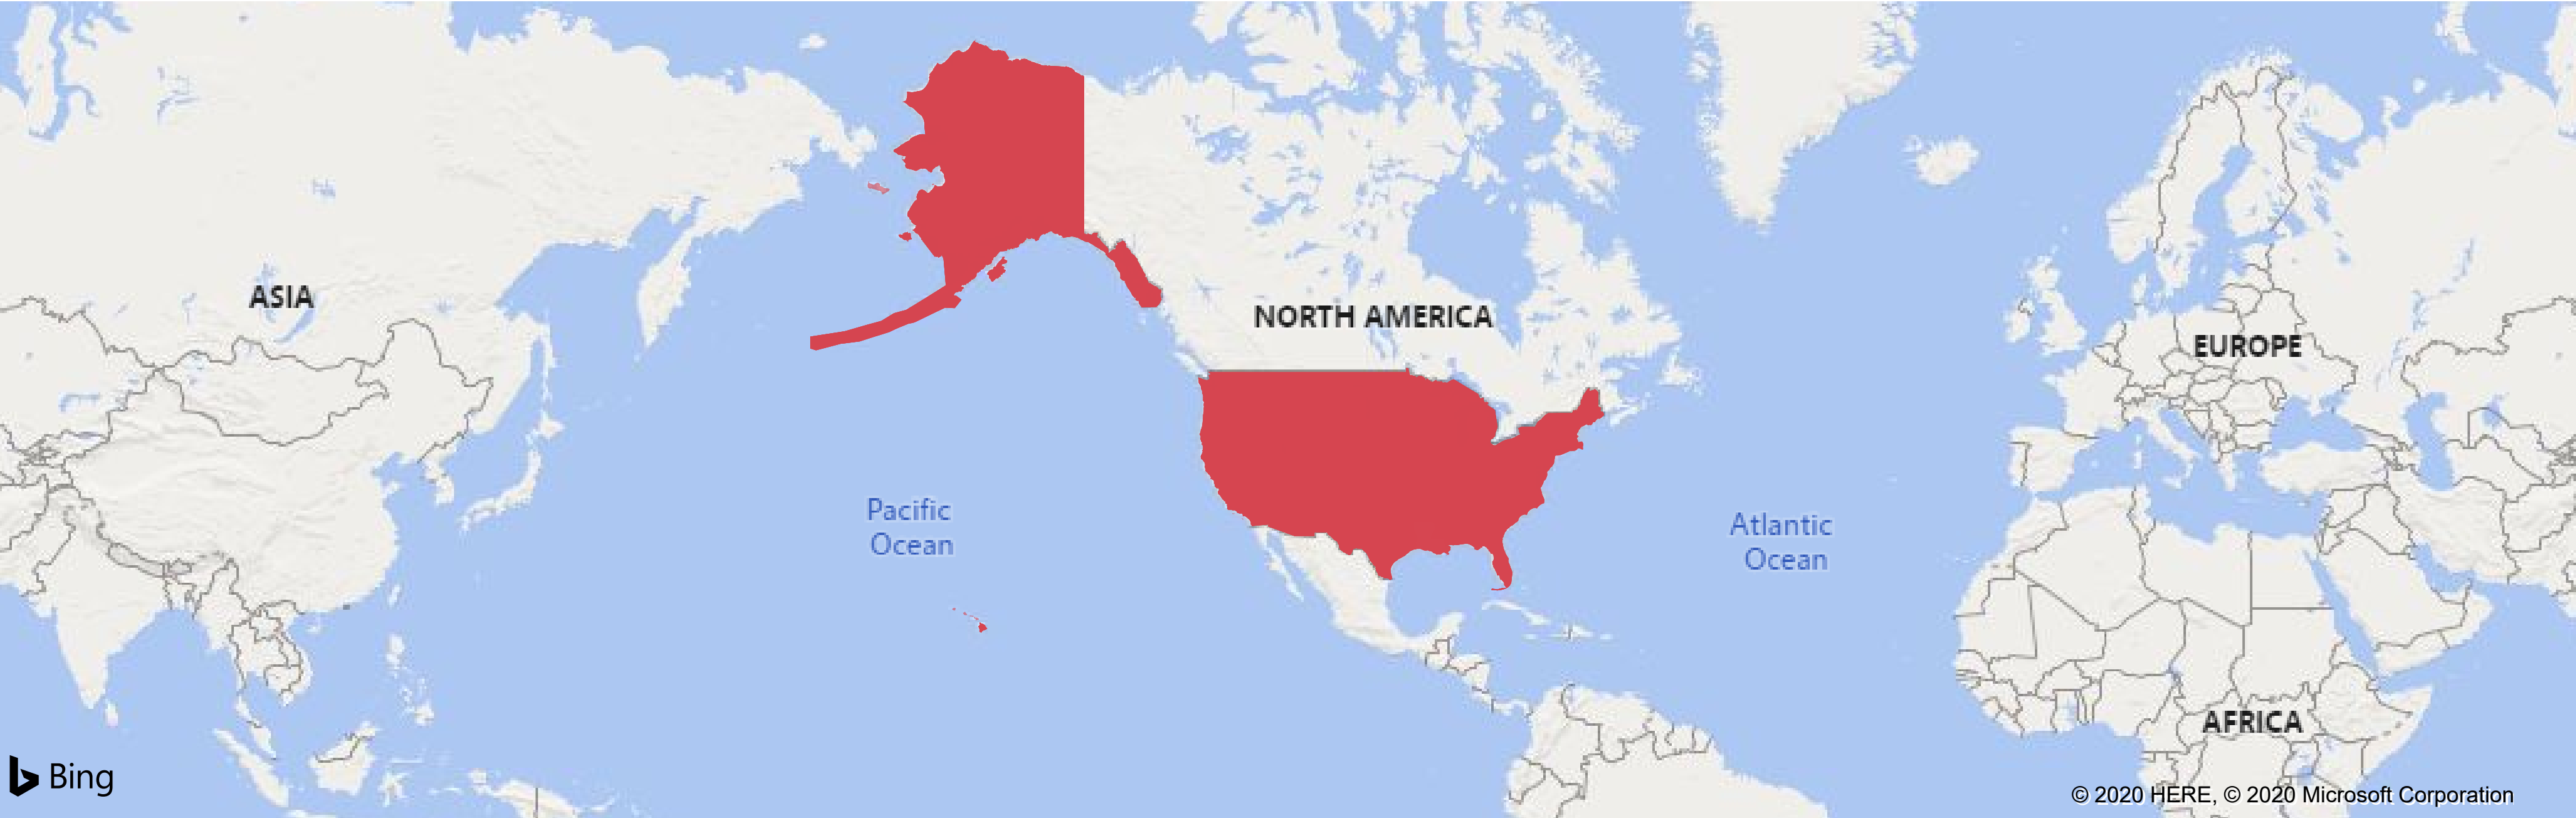 ASIA
NORTH AMERICA
EUROPE
Pacific
Ocean
Atlantic
Ocean
AFRICA
Bing
© 2020 HERE, © 2020 Microsoft Corporation